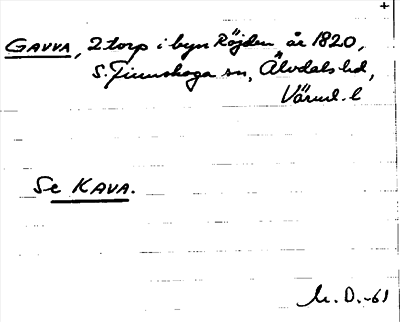 +
GAVVA, 2 torp i byn Röjden år 1820,
S. Finnskoga sn, Älvdals hd,
Värml. l
Se KAVA.
M. D. -61